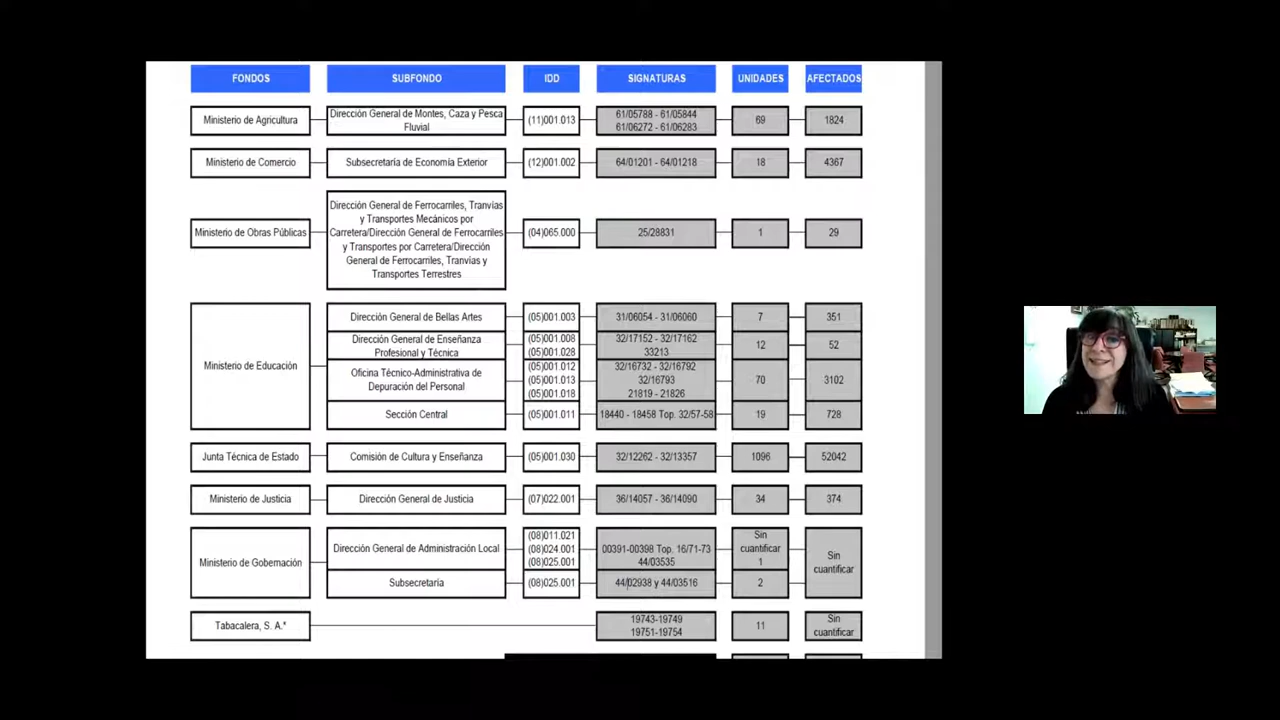 FONDOS SUBFONDO IDD SIGNATURAS UNIDADES AFECTADOS
Ministerio de Agricultura
Dirección General de Montes, Caza y Pesca
Fluvial
(11)001.013
61/05788 - 61/05844
61/06272 - 61/06283
69
1824
Ministerio de Comercio
Subsecretaría de Economía Exterior
(12)001.002
64/01201 - 64/01218
18
4367
Ministerio de Obras Públicas
Dirección General de Ferrocarriles, Tranvías
y Transportes Mecánicos por
Carretera/Dirección General de Ferrocarriles
y Transportes por Carretera/Dirección
General de Ferrocarriles, Tranvías y
Transportes Terrestres
(04)065.000
25/28831
1
29
Ministerio de Educación
Dirección General de Bellas Artes
(05)001.003
31/06054 - 31/06060
7
351
Dirección General de Enseñanza
Profesional y Técnica
(05)001.008
(05)001.028
32/17152 - 32/17162
33213
12
52
Oficina Técnico-Administrativa de
Depuración del Personal
(05)001.012
(05)001.013
(05)001.018
32/16732 - 32/16792
32/16793
21819 - 21826
70
3102
Sección Central
(05)001.011
18440 - 18458 Top. 32/57-58
19
728
Junta Técnica de Estado
Comisión de Cultura y Enseñanza
(05)001.030
32/12262 - 32/13357
1096
52042
Ministerio de Justicia
Dirección General de Justicia
(07)022.001
36/14057 - 36/14090
34
374
Ministerio de Gobernación
Dirección General de Administración Local
(08)011.021
(08)024.001
(08)025.001
00391-00398 Top. 16/71-73
44/03535
Sin
cuantificar
1
Sin
cuantificar
Subsecretaría
(08)025.001
44/02938 y 44/03516
2
Tabacalera, S. A.*
19743-19749
19751-19754
11
Sin
cuantificar